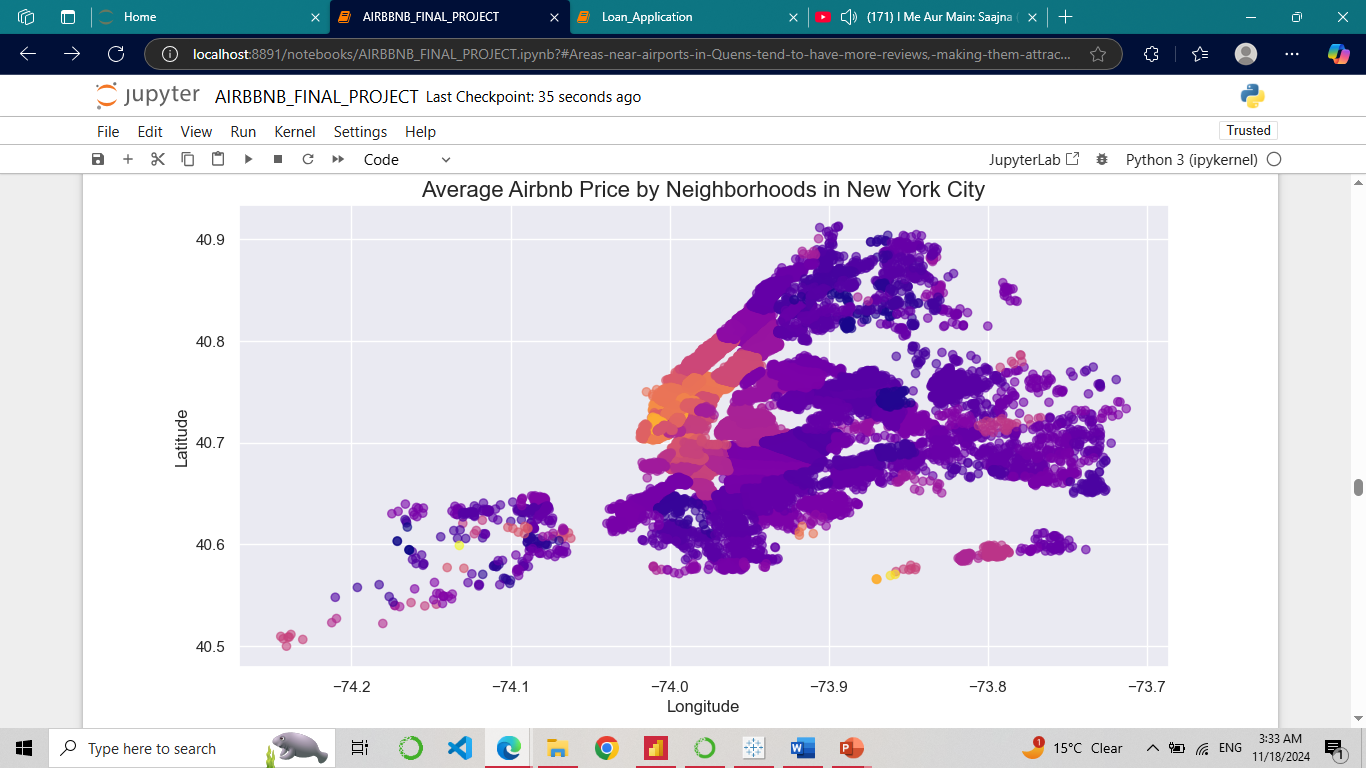 Home
AIRBBNB_FINAL_PROJECT
Loan_Application
(171) I Me Aur Main: Saajna
localhost:8891/notebooks/AIRBBNB_FINAL_PROJECT.ipynb?#Areas-near-airports-in-Quens-tend-to-have-more-reviews,-making-them-attrac...
jupyter AIRBBNB_FINAL_PROJECT Last Checkpoint: 35 seconds ago
File Edit View Run Kernel Settings Help
Trusted
Code
JupyterLab
Python 3 (ipykernel)
Average Airbnb Price by Neighborhoods in New York City
40.9
40.8
40.7
40.6
40.5
Latitude
−74.2 −74.1 −74.0 −73.9 −73.8 −73.7
Longitude
Type here to search
1
15°C Clear
ENG
3:33 AM
11/18/2024
1